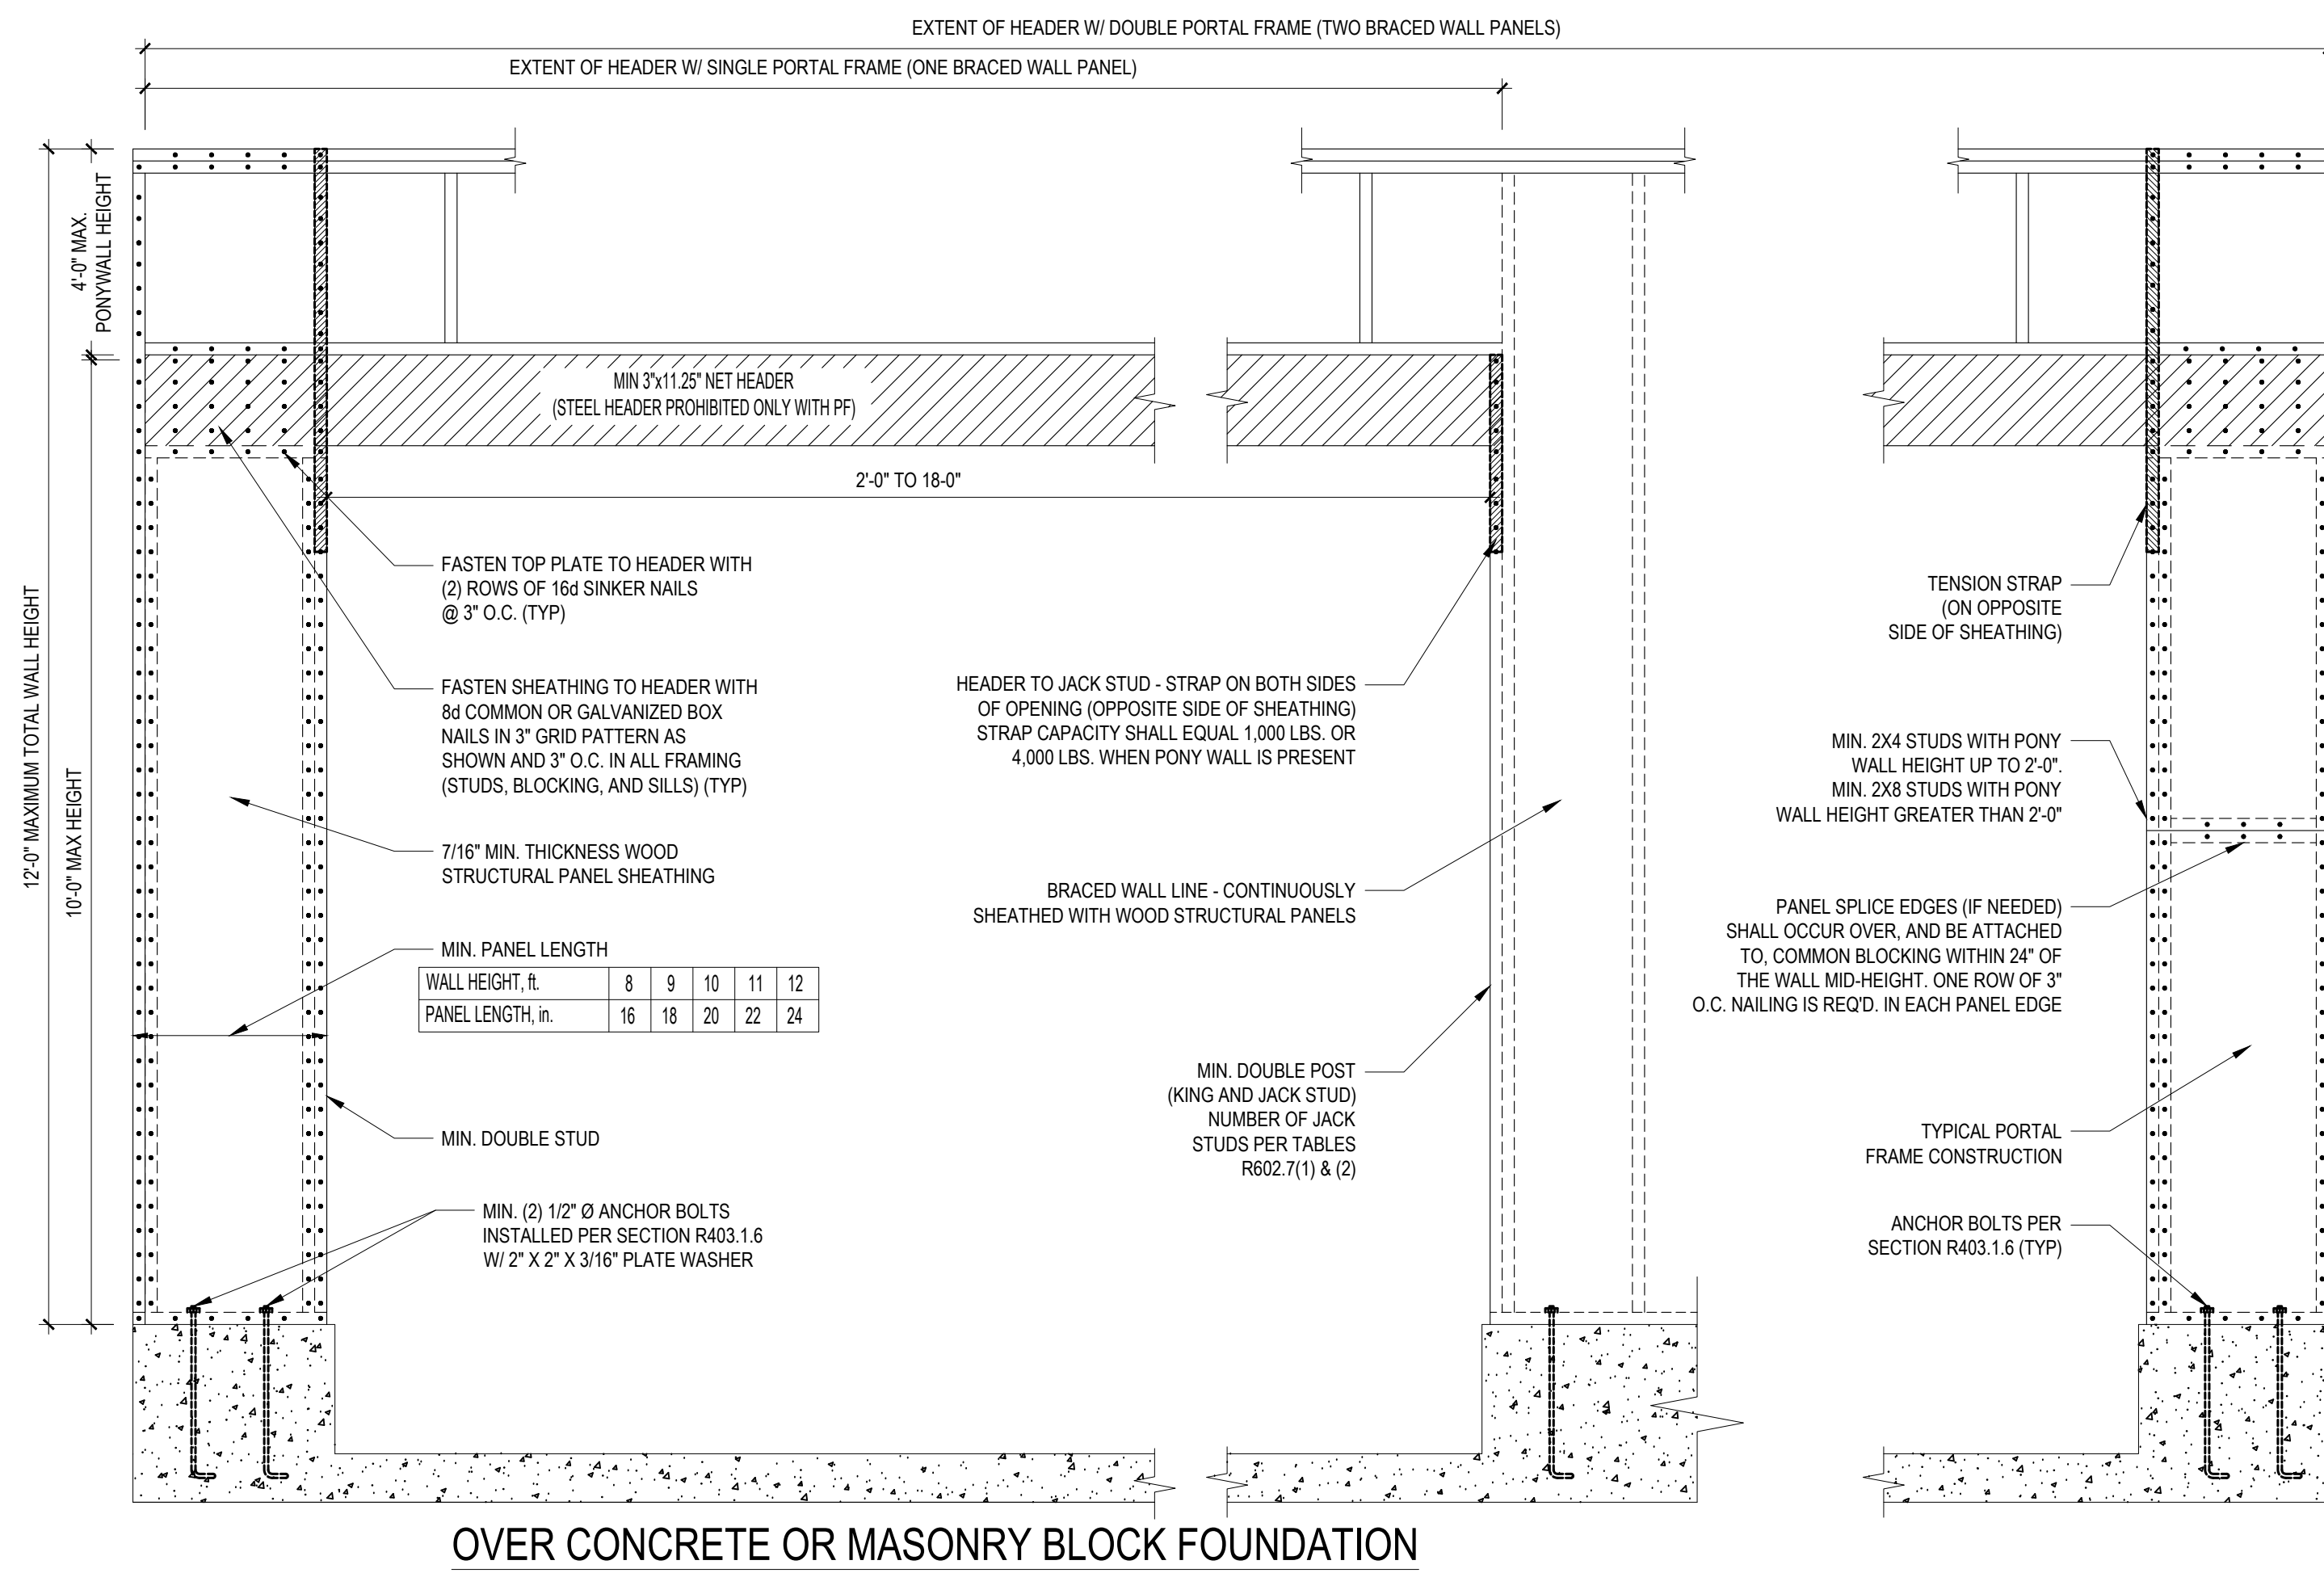 EXTENT OF HEADER W/ DOUBLE PORTAL FRAME (TWO BRACED WALL PANELS)
EXTENT OF HEADER W/ SINGLE PORTAL FRAME (ONE BRACED WALL PANEL)
4'-0" MAX.
PONYWALL HEIGHT
12'-0" MAXIMUM TOTAL WALL HEIGHT
10'-0" MAX HEIGHT
MIN 3"x11.25" NET HEADER
(STEEL HEADER PROHIBITED ONLY WITH PF)
2'-0" TO 18-0"
FASTEN TOP PLATE TO HEADER WITH
(2) ROWS OF 16d SINKER NAILS
@ 3" O.C. (TYP)
FASTEN SHEATHING TO HEADER WITH
8d COMMON OR GALVANIZED BOX
NAILS IN 3" GRID PATTERN AS
SHOWN AND 3" O.C. IN ALL FRAMING
(STUDS, BLOCKING, AND SILLS) (TYP)
7/16" MIN. THICKNESS WOOD
STRUCTURAL PANEL SHEATHING
MIN. PANEL LENGTH
WALL HEIGHT, ft. 8 9 10 11 12
PANEL LENGTH, in. 16 18 20 22 24
MIN. DOUBLE STUD
MIN. (2) 1/2" Ø ANCHOR BOLTS
INSTALLED PER SECTION R403.1.6
W/ 2" X 2" X 3/16" PLATE WASHER
HEADER TO JACK STUD - STRAP ON BOTH SIDES
OF OPENING (OPPOSITE SIDE OF SHEATHING)
STRAP CAPACITY SHALL EQUAL 1,000 LBS. OR
4,000 LBS. WHEN PONY WALL IS PRESENT
BRACED WALL LINE - CONTINUOUSLY
SHEATHED WITH WOOD STRUCTURAL PANELS
MIN. DOUBLE POST
(KING AND JACK STUD)
NUMBER OF JACK
STUDS PER TABLES
R602.7(1) & (2)
TENSION STRAP
(ON OPPOSITE
SIDE OF SHEATHING)
MIN. 2X4 STUDS WITH PONY
WALL HEIGHT UP TO 2'-0".
MIN. 2X8 STUDS WITH PONY
WALL HEIGHT GREATER THAN 2'-0"
PANEL SPLICE EDGES (IF NEEDED)
SHALL OCCUR OVER, AND BE ATTACHED
TO, COMMON BLOCKING WITHIN 24" OF
THE WALL MID-HEIGHT. ONE ROW OF 3"
O.C. NAILING IS REQ'D. IN EACH PANEL EDGE
TYPICAL PORTAL
FRAME CONSTRUCTION
ANCHOR BOLTS PER
SECTION R403.1.6 (TYP)
OVER CONCRETE OR MASONRY BLOCK FOUNDATION